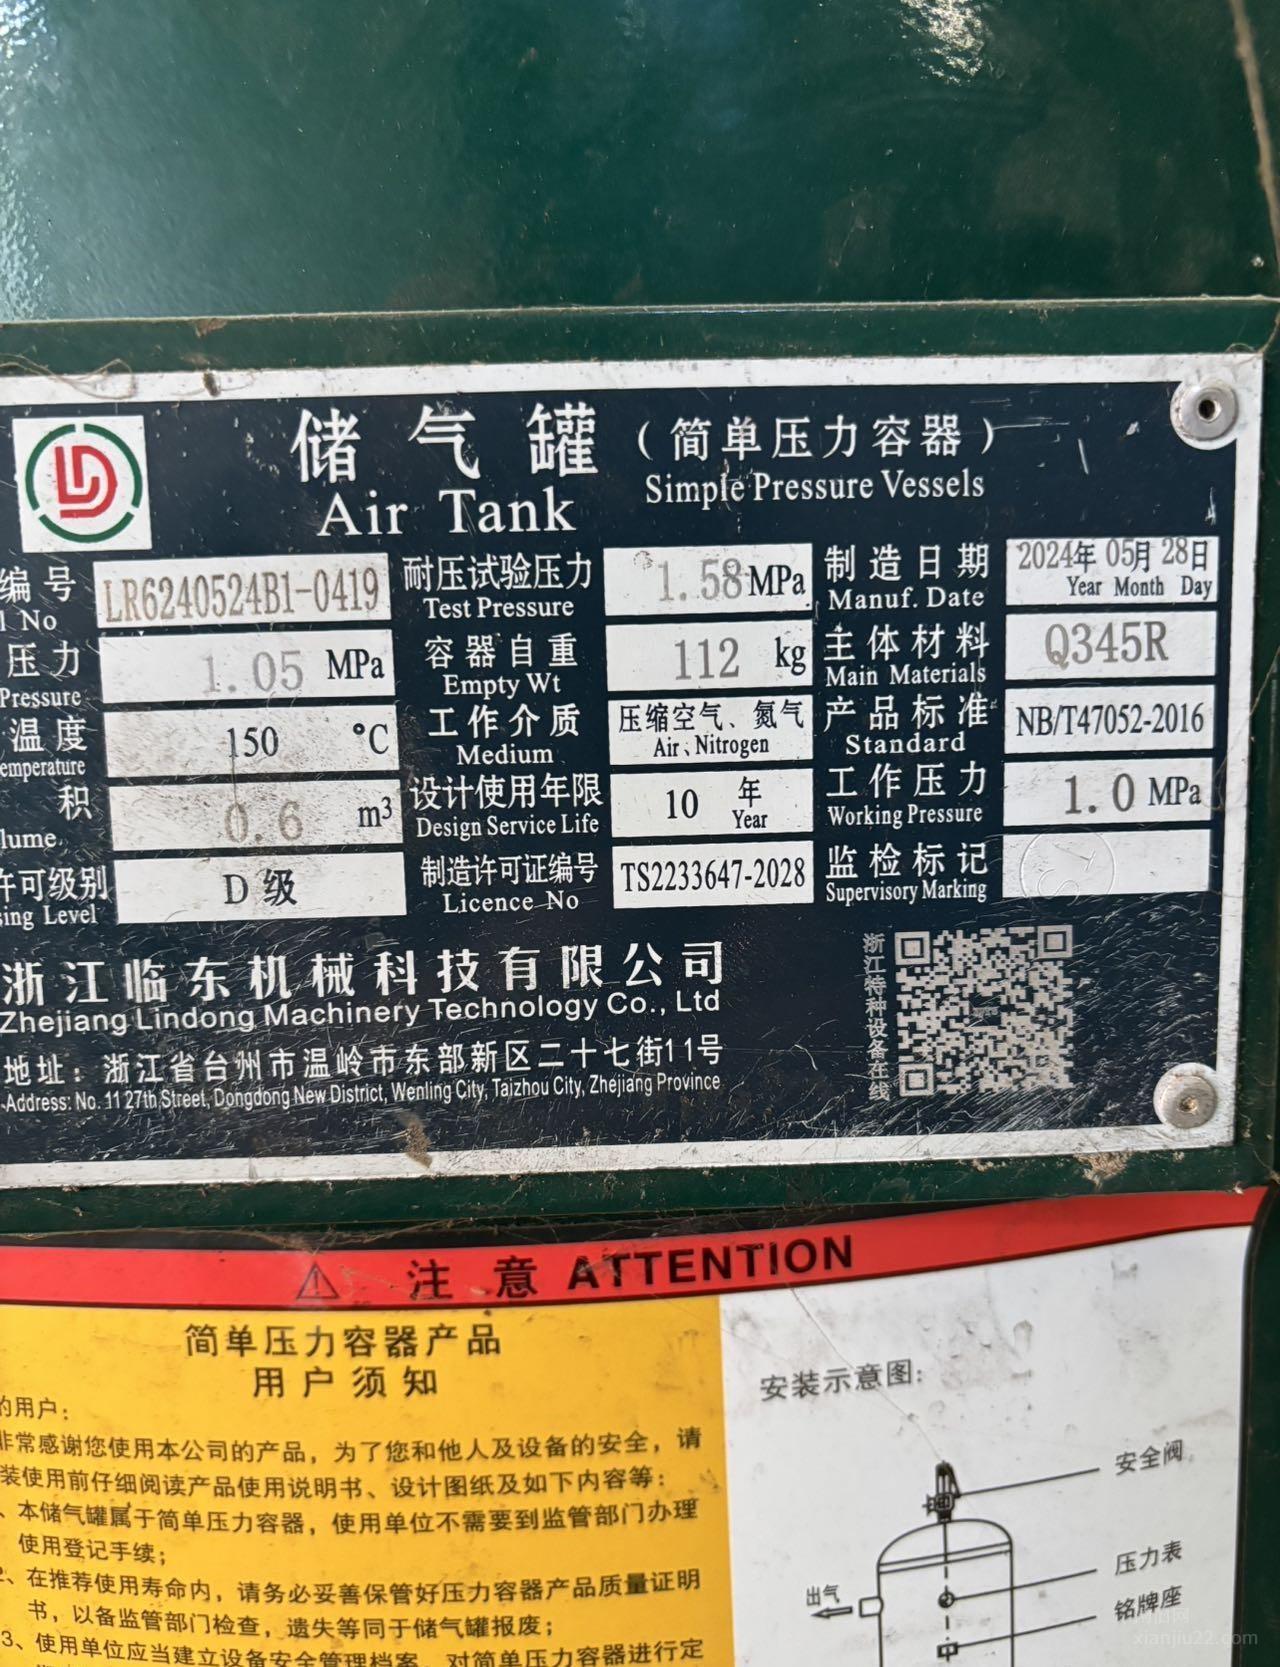 储气罐（简单压力容器）
Air Tank Simple Pressure Vessels
编号 LR6240524B1-0419 耐压试验压力 1.58 MPa 制造日期 2024年 05月 28日
No Test Pressure Manuf. Date Year Month Day
压力 1.05 MPa 容器自重 112 kg 主体材料 Q345R
Pressure Empty Wt Main Materials
温度 150 °C 工作介质 压缩空气、氮气 产品标准 NB/T47052-2016
emperature Medium Air、Nitrogen Standard
积 0.6 m³ 设计使用年限 10 年 工作压力 1.0 MPa
lume Design Service Life Year Working Pressure
许可级别 D 级 制造许可证编号 TS2233647-2028 监检标记
sing Level Licence No Supervisory Marking
浙江临东机械科技有限公司
Zhejiang Lindong Machinery Technology Co., Ltd
地址：浙江省台州市温岭市东部新区二十七街11号
Address: No. 11 27th Street, Dongdong New District, Wenling City, Taizhou City, Zhejiang Province
浙江特种设备在线
注意 ATTENTION
简单压力容器产品
用户须知
的用户：
非常感谢您使用本公司的产品，为了您和他人及设备的安全，请
装使用前仔细阅读产品使用说明书、设计图纸及如下内容等：
、本储气罐属于简单压力容器，使用单位不需要到监管部门办理
使用登记手续；
2、在推荐使用寿命内，请务必妥善保管好压力容器产品质量证明
书，以备监管部门检查，遗失等同于储气罐报废；
3、使用单位应当建立设备安全管理档案，对简单压力容器进行定
安装示意图：
安全阀
压力表
出气
铭牌座
xianjiu22.com